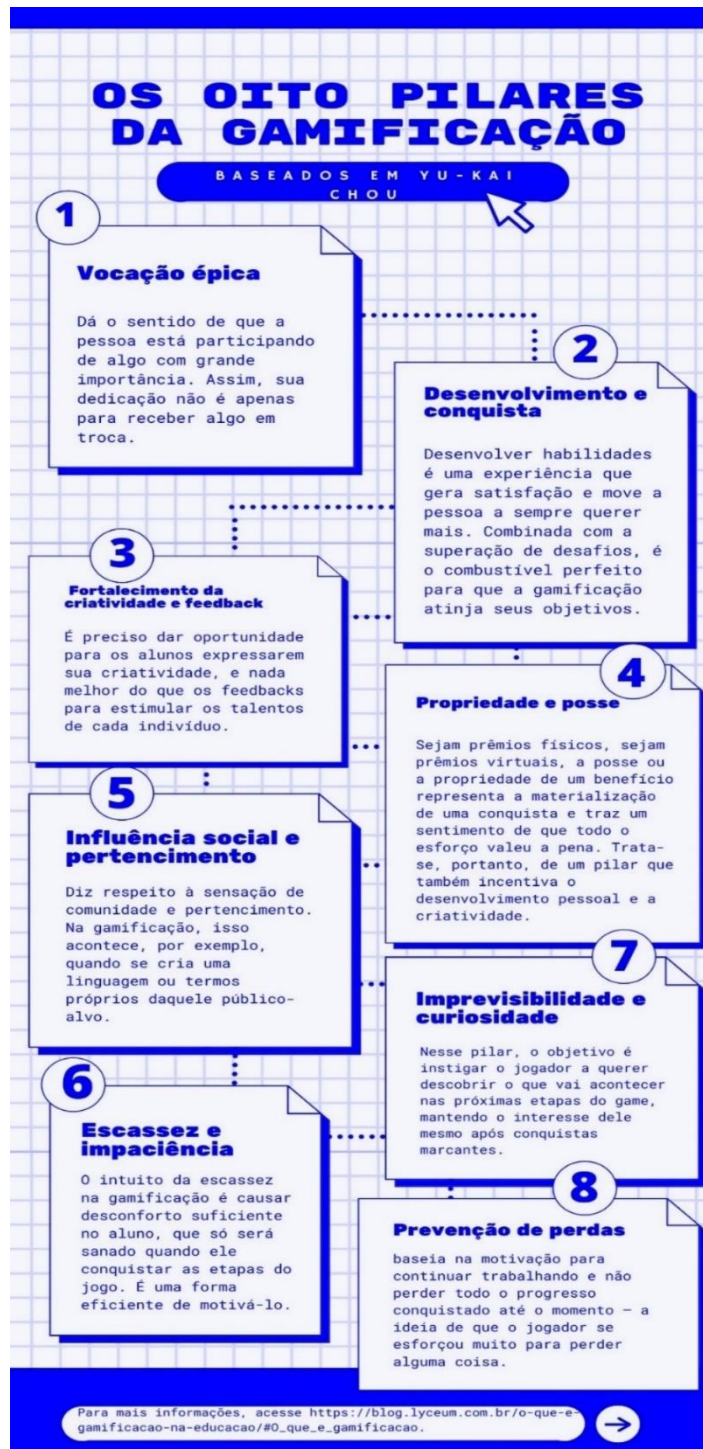 OS OITO PILARES
DA GAMIFICAÇÃO
BASEADOS EM YU-KAI
CHOU
1
Vocação épica
Dá o sentido de que a
pessoa está participando
de algo com grande
importância. Assim, sua
dedicação não é apenas
para receber algo em
troca.
2
Desenvolvimento e
conquista
Desenvolver habilidades
é uma experiência que
gera satisfação e move a
pessoa a sempre querer
mais. Combinada com a
superação de desafios, é
o combustível perfeito
para que a gamificação
atinja seus objetivos.
3
Fortalecimento da
criatividade e feedback
É preciso dar oportunidade
para os alunos expressarem
sua criatividade, e nada
melhor do que os feedbacks
para estimular os talentos
de cada indivíduo.
4
Propriedade e posse
Sejam prêmios físicos, sejam
prêmios virtuais, a posse ou
a propriedade de um benefício
representa a materialização
de uma conquista e traz um
sentimento de que todo o
esforço valeu a pena. Trata-
se, portanto, de um pilar que
também incentiva o
desenvolvimento pessoal e a
criatividade.
5
Influência social e
pertencimento
Diz respeito à sensação de
comunidade e pertencimento.
Na gamificação, isso
acontece, por exemplo,
quando se cria uma
linguagem ou termos
próprios daquele público-
alvo.
6
Escassez e
impaciência
O intuito da escassez
na gamificação é causar
desconforto suficiente
no aluno, que só será
sanado quando ele
conquistar as etapas do
jogo. É uma forma
eficiente de motivá-lo.
7
Imprevisibilidade e
curiosidade
Nesse pilar, o objetivo é
instigar o jogador a querer
descobrir o que vai acontecer
nas próximas etapas do game,
mantendo o interesse dele
mesmo após conquistas
marcantes.
8
Prevenção de perdas
baseia na motivação para
continuar trabalhando e não
perder todo o progresso
conquistado até o momento — a
ideia de que o jogador se
esforçou muito para perder
alguma coisa.
Para mais informações, acesse https://blog.lyceum.com.br/o-que-e-
gamificacao-na-educacao/#O_que_e_gamificacao.